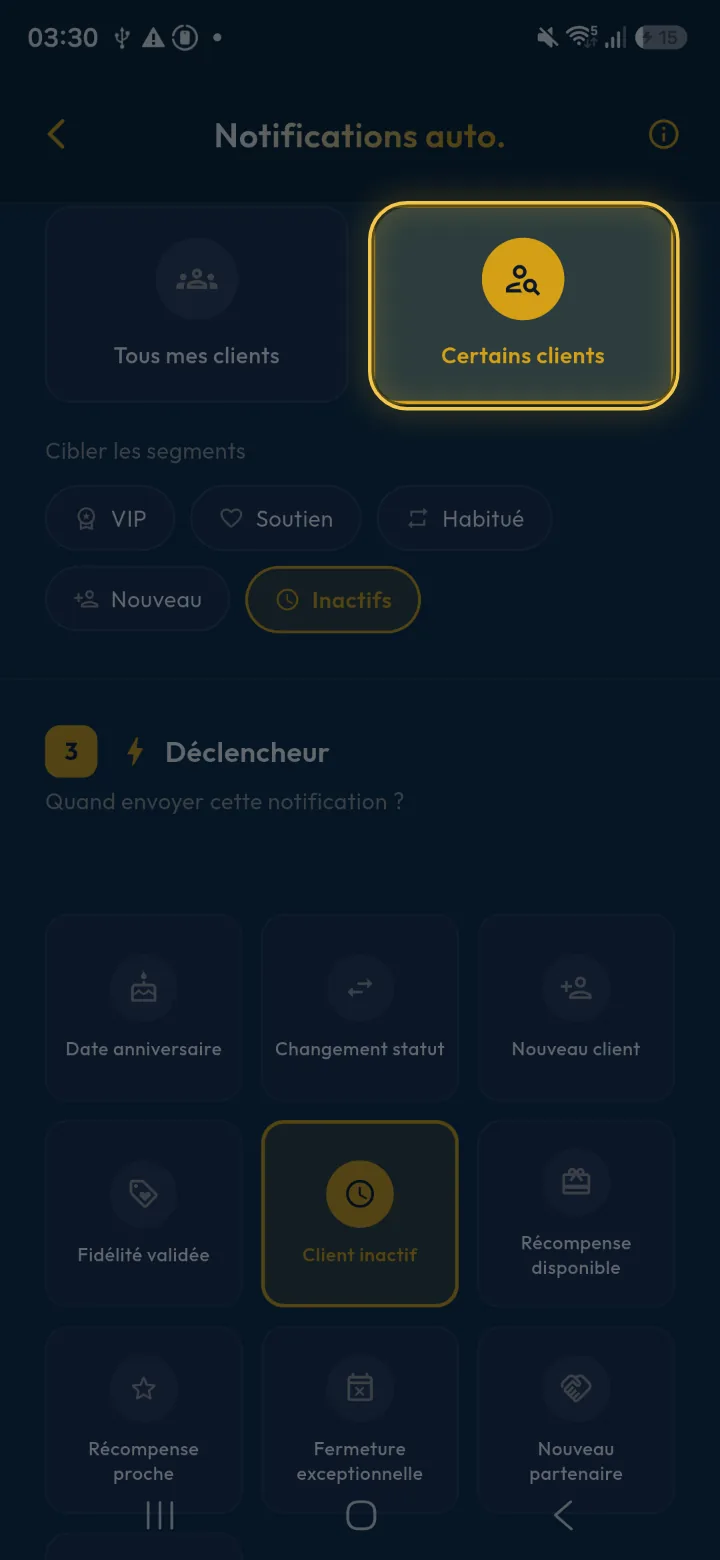 03:30
5
15
Notifications auto.
Tous mes clients
Certains clients
Cibler les segments
VIP
Soutien
Habitué
Nouveau
Inactifs
3
Déclencheur
Quand envoyer cette notification ?
Date anniversaire
Changement statut
Nouveau client
Fidélité validée
Client inactif
Récompense
disponible
Récompense
proche
Fermeture
exceptionnelle
Nouveau
partenaire